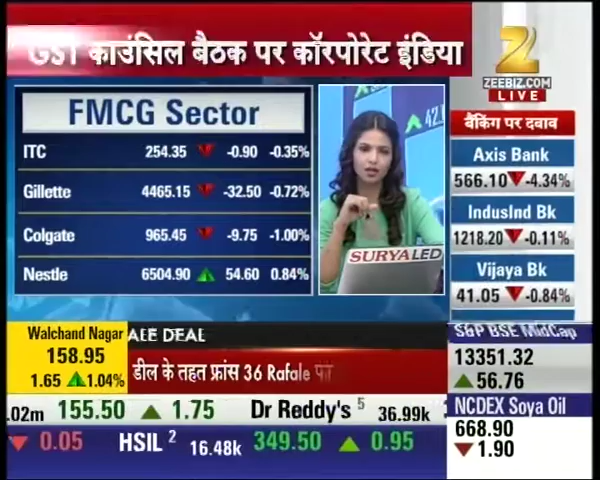 GST काउंसिल बैठक पर कॉरपोरेट इंडिया
Z
ZEEBIZ.COM
LIVE
FMCG Sector
ITC 254.35 -0.90 -0.35%
Gillette 4465.15 -32.50 -0.72%
Colgate 965.45 -9.75 -1.00%
Nestle 6504.90 54.60 0.84%
SURYA LED
बैंकिंग पर दबाव
Axis Bank
566.10 -4.34%
IndusInd Bk
1218.20 -0.11%
Vijaya Bk
41.05 -0.84%
Walchand Nagar
158.95
1.65 1.04%
ALE DEAL
डील के तहत फ्रांस 36 Rafale
S&P BSE MidCap
13351.32
56.76
.02m 155.50 1.75 Dr Reddy's 5 36.99k
0.05 HSIL 2 16.48k 349.50 0.95
NCDEX Soya Oil
668.90
1.90